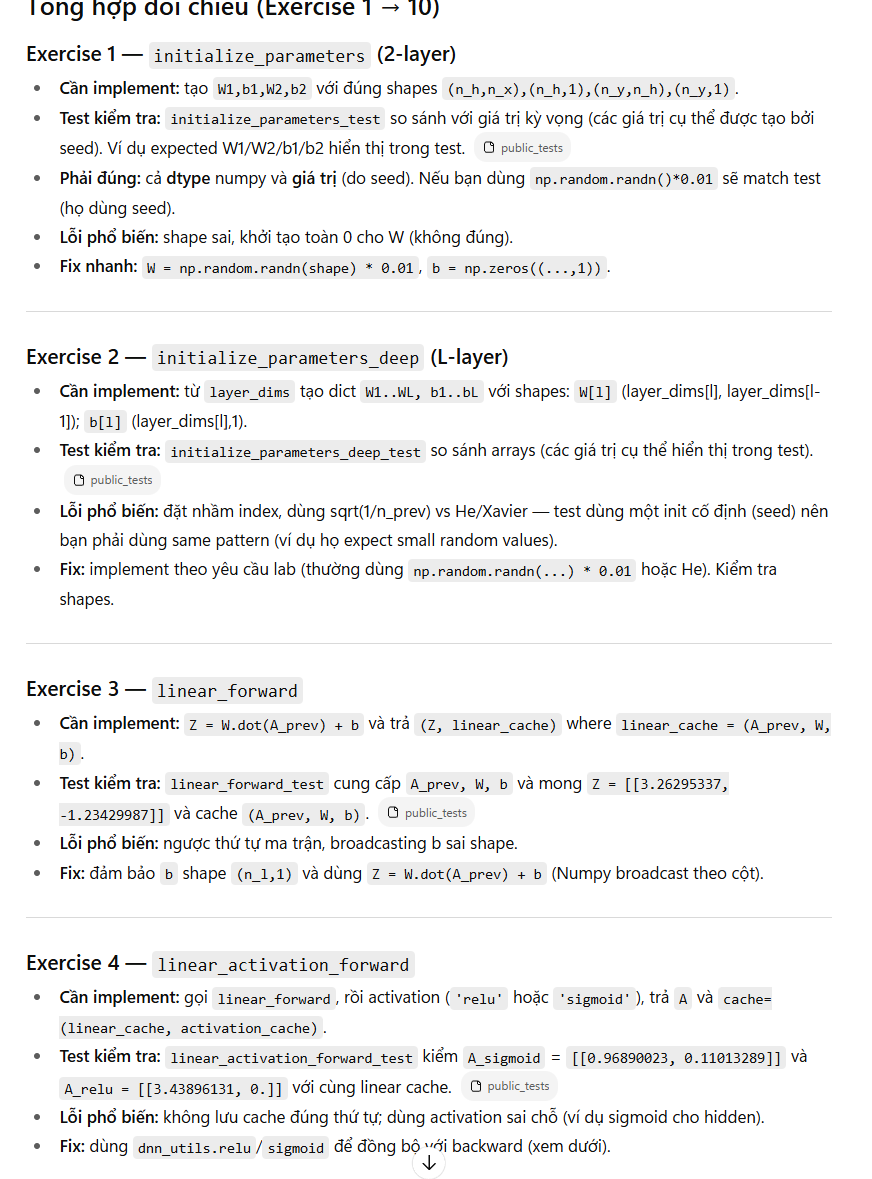 Tổng hợp đối chiếu (Exercise 1 → 10)
Exercise 1 — initialize_parameters (2-layer)
• Cần implement: tạo W1,b1,W2,b2 với đúng shapes (n_h,n_x),(n_h,1),(n_y,n_h),(n_y,1) .
• Test kiểm tra: initialize_parameters_test so sánh với giá trị kỳ vọng (các giá trị cụ thể được tạo bởi
seed). Ví dụ expected W1/W2/b1/b2 hiển thị trong test. public_tests
• Phải đúng: cả dtype numpy và giá trị (do seed). Nếu bạn dùng np.random.randn()*0.01 sẽ match test
(họ dùng seed).
• Lỗi phổ biến: shape sai, khởi tạo toàn 0 cho W (không đúng).
• Fix nhanh: W = np.random.randn(shape) * 0.01 , b = np.zeros((...,1)) .
Exercise 2 — initialize_parameters_deep (L-layer)
• Cần implement: từ layer_dims tạo dict W1..WL, b1..bL với shapes: W[l] (layer_dims[l], layer_dims[l-
1]); b[l] (layer_dims[l],1).
• Test kiểm tra: initialize_parameters_deep_test so sánh arrays (các giá trị cụ thể hiển thị trong test).
public_tests
• Lỗi phổ biến: đặt nhầm index, dùng sqrt(1/n_prev) vs He/Xavier — test dùng một init cố định (seed) nên
bạn phải dùng same pattern (ví dụ họ expect small random values).
• Fix: implement theo yêu cầu lab (thường dùng np.random.randn(...) * 0.01 hoặc He). Kiểm tra
shapes.
Exercise 3 — linear_forward
• Cần implement: Z = W.dot(A_prev) + b và trả (Z, linear_cache) where linear_cache = (A_prev, W,
b) .
• Test kiểm tra: linear_forward_test cung cấp A_prev, W, b và mong Z = [[3.26295337,
-1.23429987]] và cache (A_prev, W, b) . public_tests
• Lỗi phổ biến: ngược thứ tự ma trận, broadcasting b sai shape.
• Fix: đảm bảo b shape (n_l,1) và dùng Z = W.dot(A_prev) + b (Numpy broadcast theo cột).
Exercise 4 — linear_activation_forward
• Cần implement: gọi linear_forward , rồi activation ( 'relu' hoặc 'sigmoid' ), trả A và cache=
(linear_cache, activation_cache) .
• Test kiểm tra: linear_activation_forward_test kiểm A_sigmoid = [[0.96890023, 0.11013289]] và
A_relu = [[3.43896131, 0.]] với cùng linear cache. public_tests
• Lỗi phổ biến: không lưu cache đúng thứ tự; dùng activation sai chỗ (ví dụ sigmoid cho hidden).
• Fix: dùng dnn_utils.relu / sigmoid để đồng bộ với backward (xem dưới).